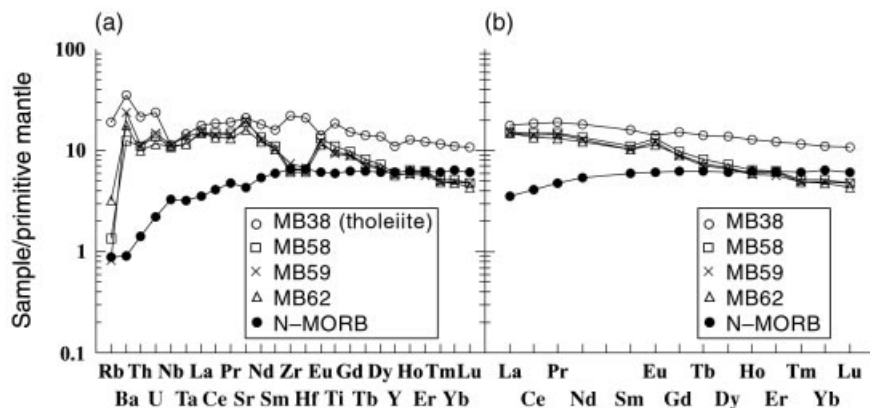 (a)
(b)
Sample/primitive mantle
100
10
1
0.1
MB38 (tholeiite)
MB58
MB59
MB62
N–MORB
MB38
MB58
MB59
MB62
N–MORB
Rb Th Nb La Pr Nd Zr Eu Gd Dy Ho Tm Lu
Ba U Ta Ce Sr Sm Hf Ti Tb Y Er Yb
La Pr Eu Tb Ho Tm Lu
Ce Nd Sm Gd Dy Er Yb